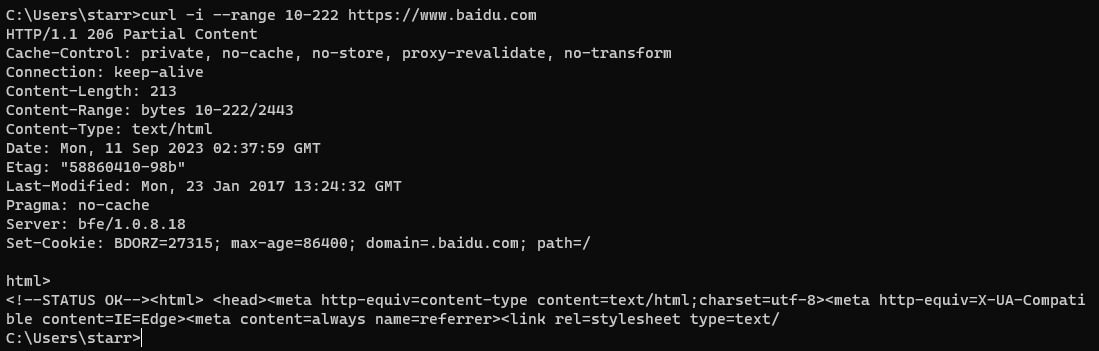 C:\Users\starr>curl -i --range 10-222 https://www.baidu.com
HTTP/1.1 206 Partial Content
Cache-Control: private, no-cache, no-store, proxy-revalidate, no-transform
Connection: keep-alive
Content-Length: 213
Content-Range: bytes 10-222/2443
Content-Type: text/html
Date: Mon, 11 Sep 2023 02:37:59 GMT
Etag: "58860410-98b"
Last-Modified: Mon, 23 Jan 2017 13:24:32 GMT
Pragma: no-cache
Server: bfe/1.0.8.18
Set-Cookie: BDORZ=27315; max-age=86400; domain=.baidu.com; path=/

html>
<!--STATUS OK--><html> <head><meta http-equiv=content-type content=text/html;charset=utf-8><meta http-equiv=X-UA-Compati
ble content=IE=Edge><meta content=always name=referrer><link rel=stylesheet type=text/
C:\Users\starr>